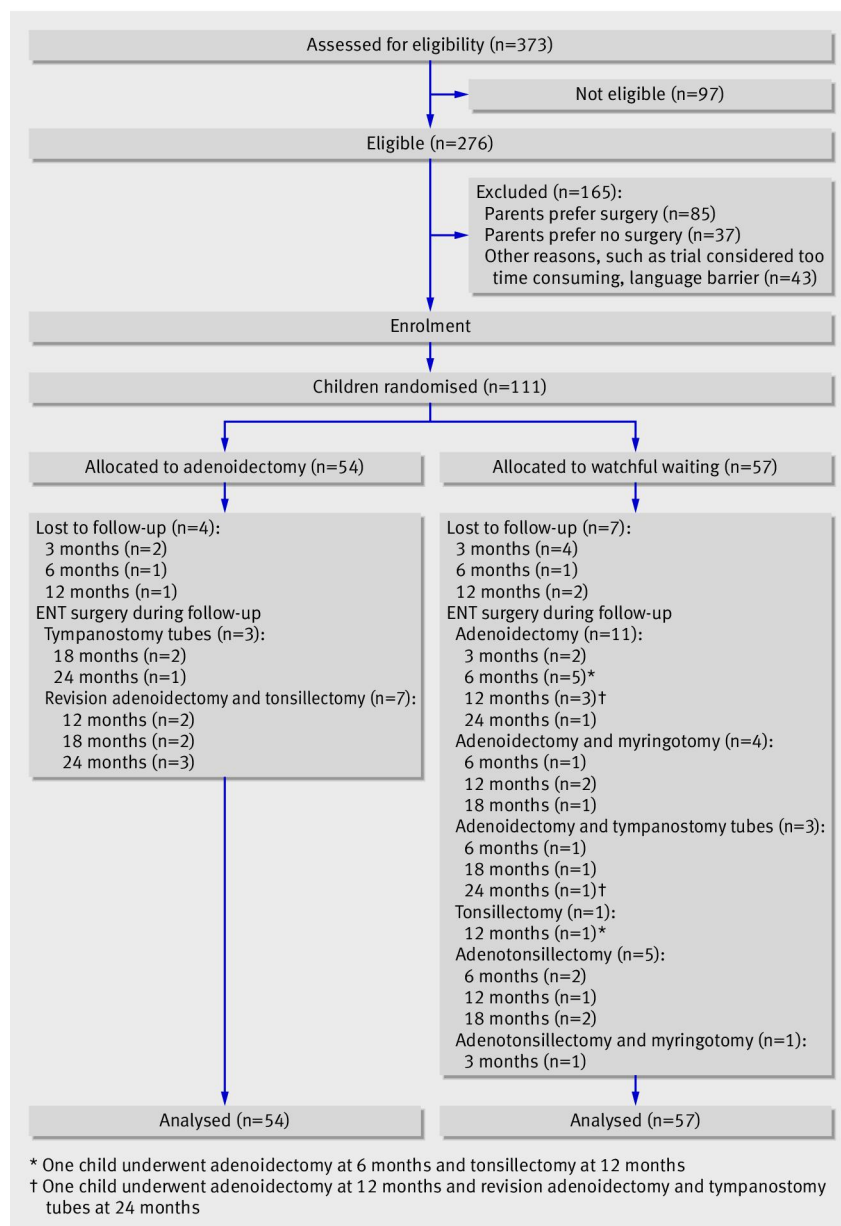 Assessed for eligibility (n=373)
Not eligible (n=97)
Eligible (n=276)
Excluded (n=165):
Parents prefer surgery (n=85)
Parents prefer no surgery (n=37)
Other reasons, such as trial considered too
time consuming, language barrier (n=43)
Enrolment
Children randomised (n=111)
Allocated to adenoidectomy (n=54)
Lost to follow-up (n=4):
3 months (n=2)
6 months (n=1)
12 months (n=1)
ENT surgery during follow-up
Tympanostomy tubes (n=3):
18 months (n=2)
24 months (n=1)
Revision adenoidectomy and tonsillectomy (n=7):
12 months (n=2)
18 months (n=2)
24 months (n=3)
Analysed (n=54)
Allocated to watchful waiting (n=57)
Lost to follow-up (n=7):
3 months (n=4)
6 months (n=1)
12 months (n=2)
ENT surgery during follow-up
Adenoidectomy (n=11):
3 months (n=2)
6 months (n=5)*
12 months (n=3)†
24 months (n=1)
Adenoidectomy and myringotomy (n=4):
6 months (n=1)
12 months (n=2)
18 months (n=1)
Adenoidectomy and tympanostomy tubes (n=3):
6 months (n=1)
18 months (n=1)
24 months (n=1)†
Tonsillectomy (n=1):
12 months (n=1)*
Adenotonsillectomy (n=5):
6 months (n=2)
12 months (n=1)
18 months (n=2)
Adenotonsillectomy and myringotomy (n=1):
3 months (n=1)
Analysed (n=57)
* One child underwent adenoidectomy at 6 months and tonsillectomy at 12 months
† One child underwent adenoidectomy at 12 months and revision adenoidectomy and tympanostomy
tubes at 24 months